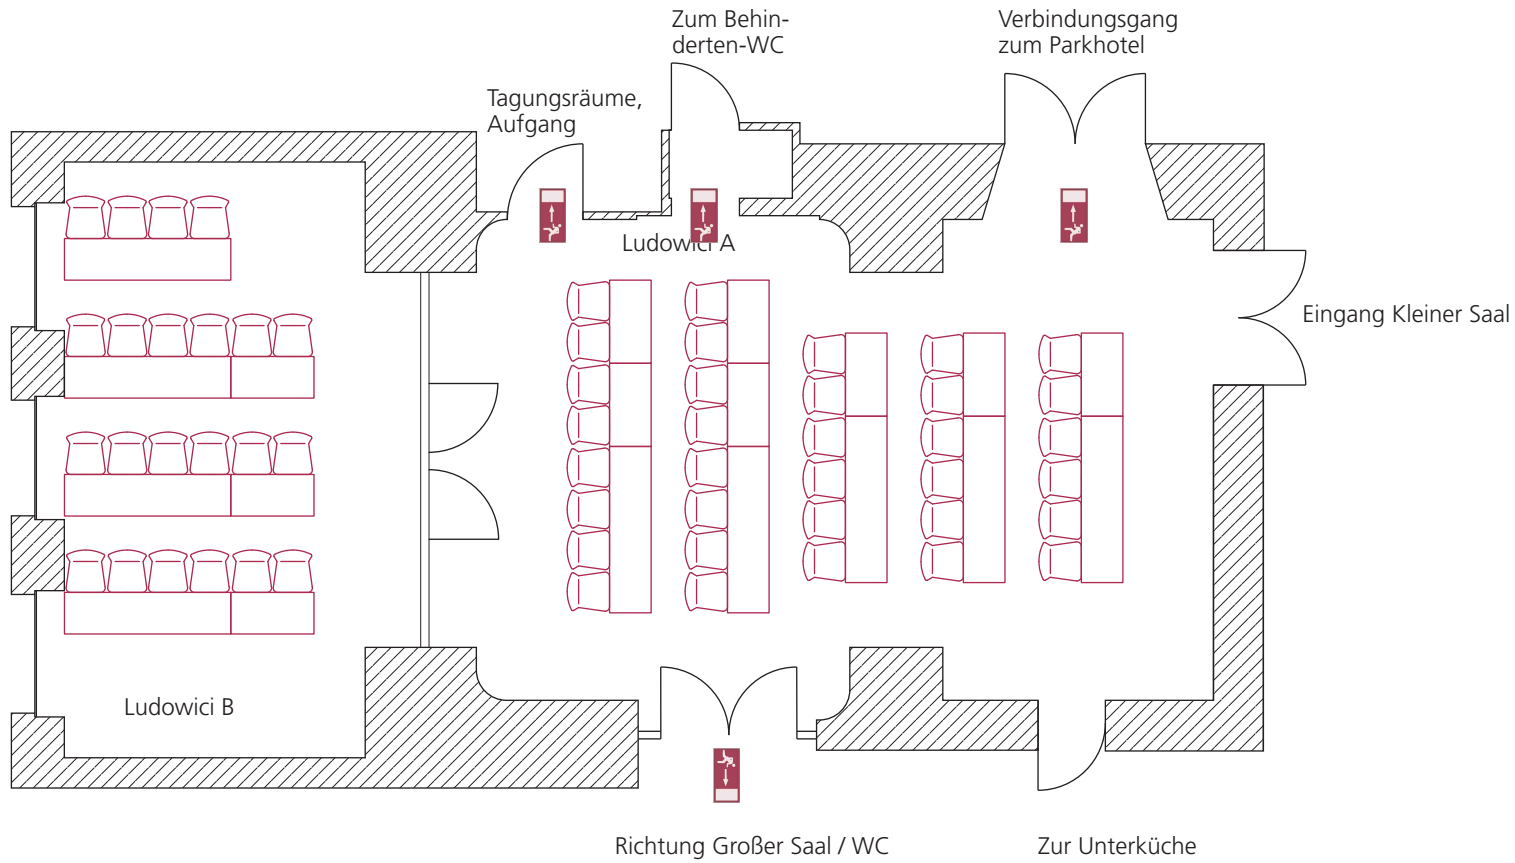 Zum Behin-
derten-WC
Verbindungsgang
zum Parkhotel
Tagungsräume,
Aufgang
Ludowici A
Eingang Kleiner Saal
Ludowici B
Richtung Großer Saal / WC
Zur Unterküche